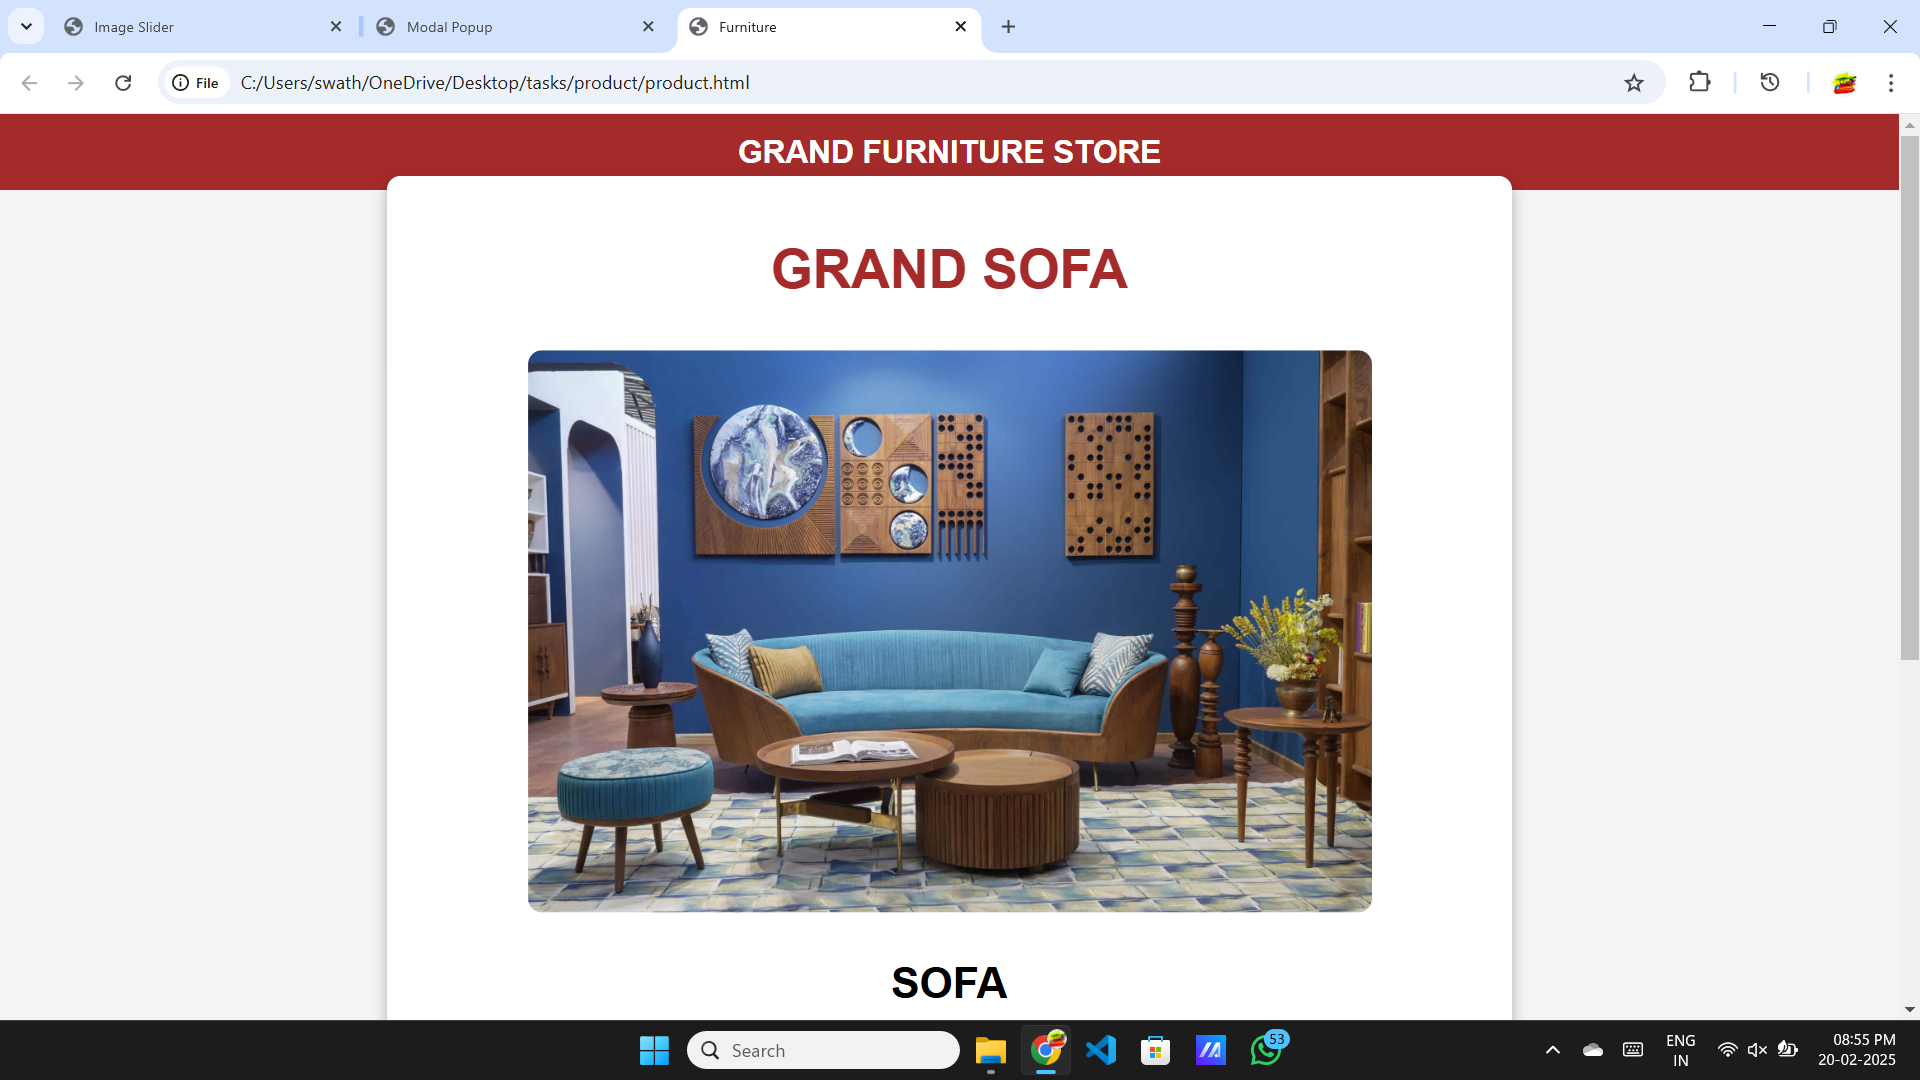 Image Slider
Modal Popup
Furniture
File
C:/Users/swath/OneDrive/Desktop/tasks/product/product.html
GRAND FURNITURE STORE
GRAND SOFA
SOFA
Search
53
ENG
IN
08:55 PM
20-02-2025